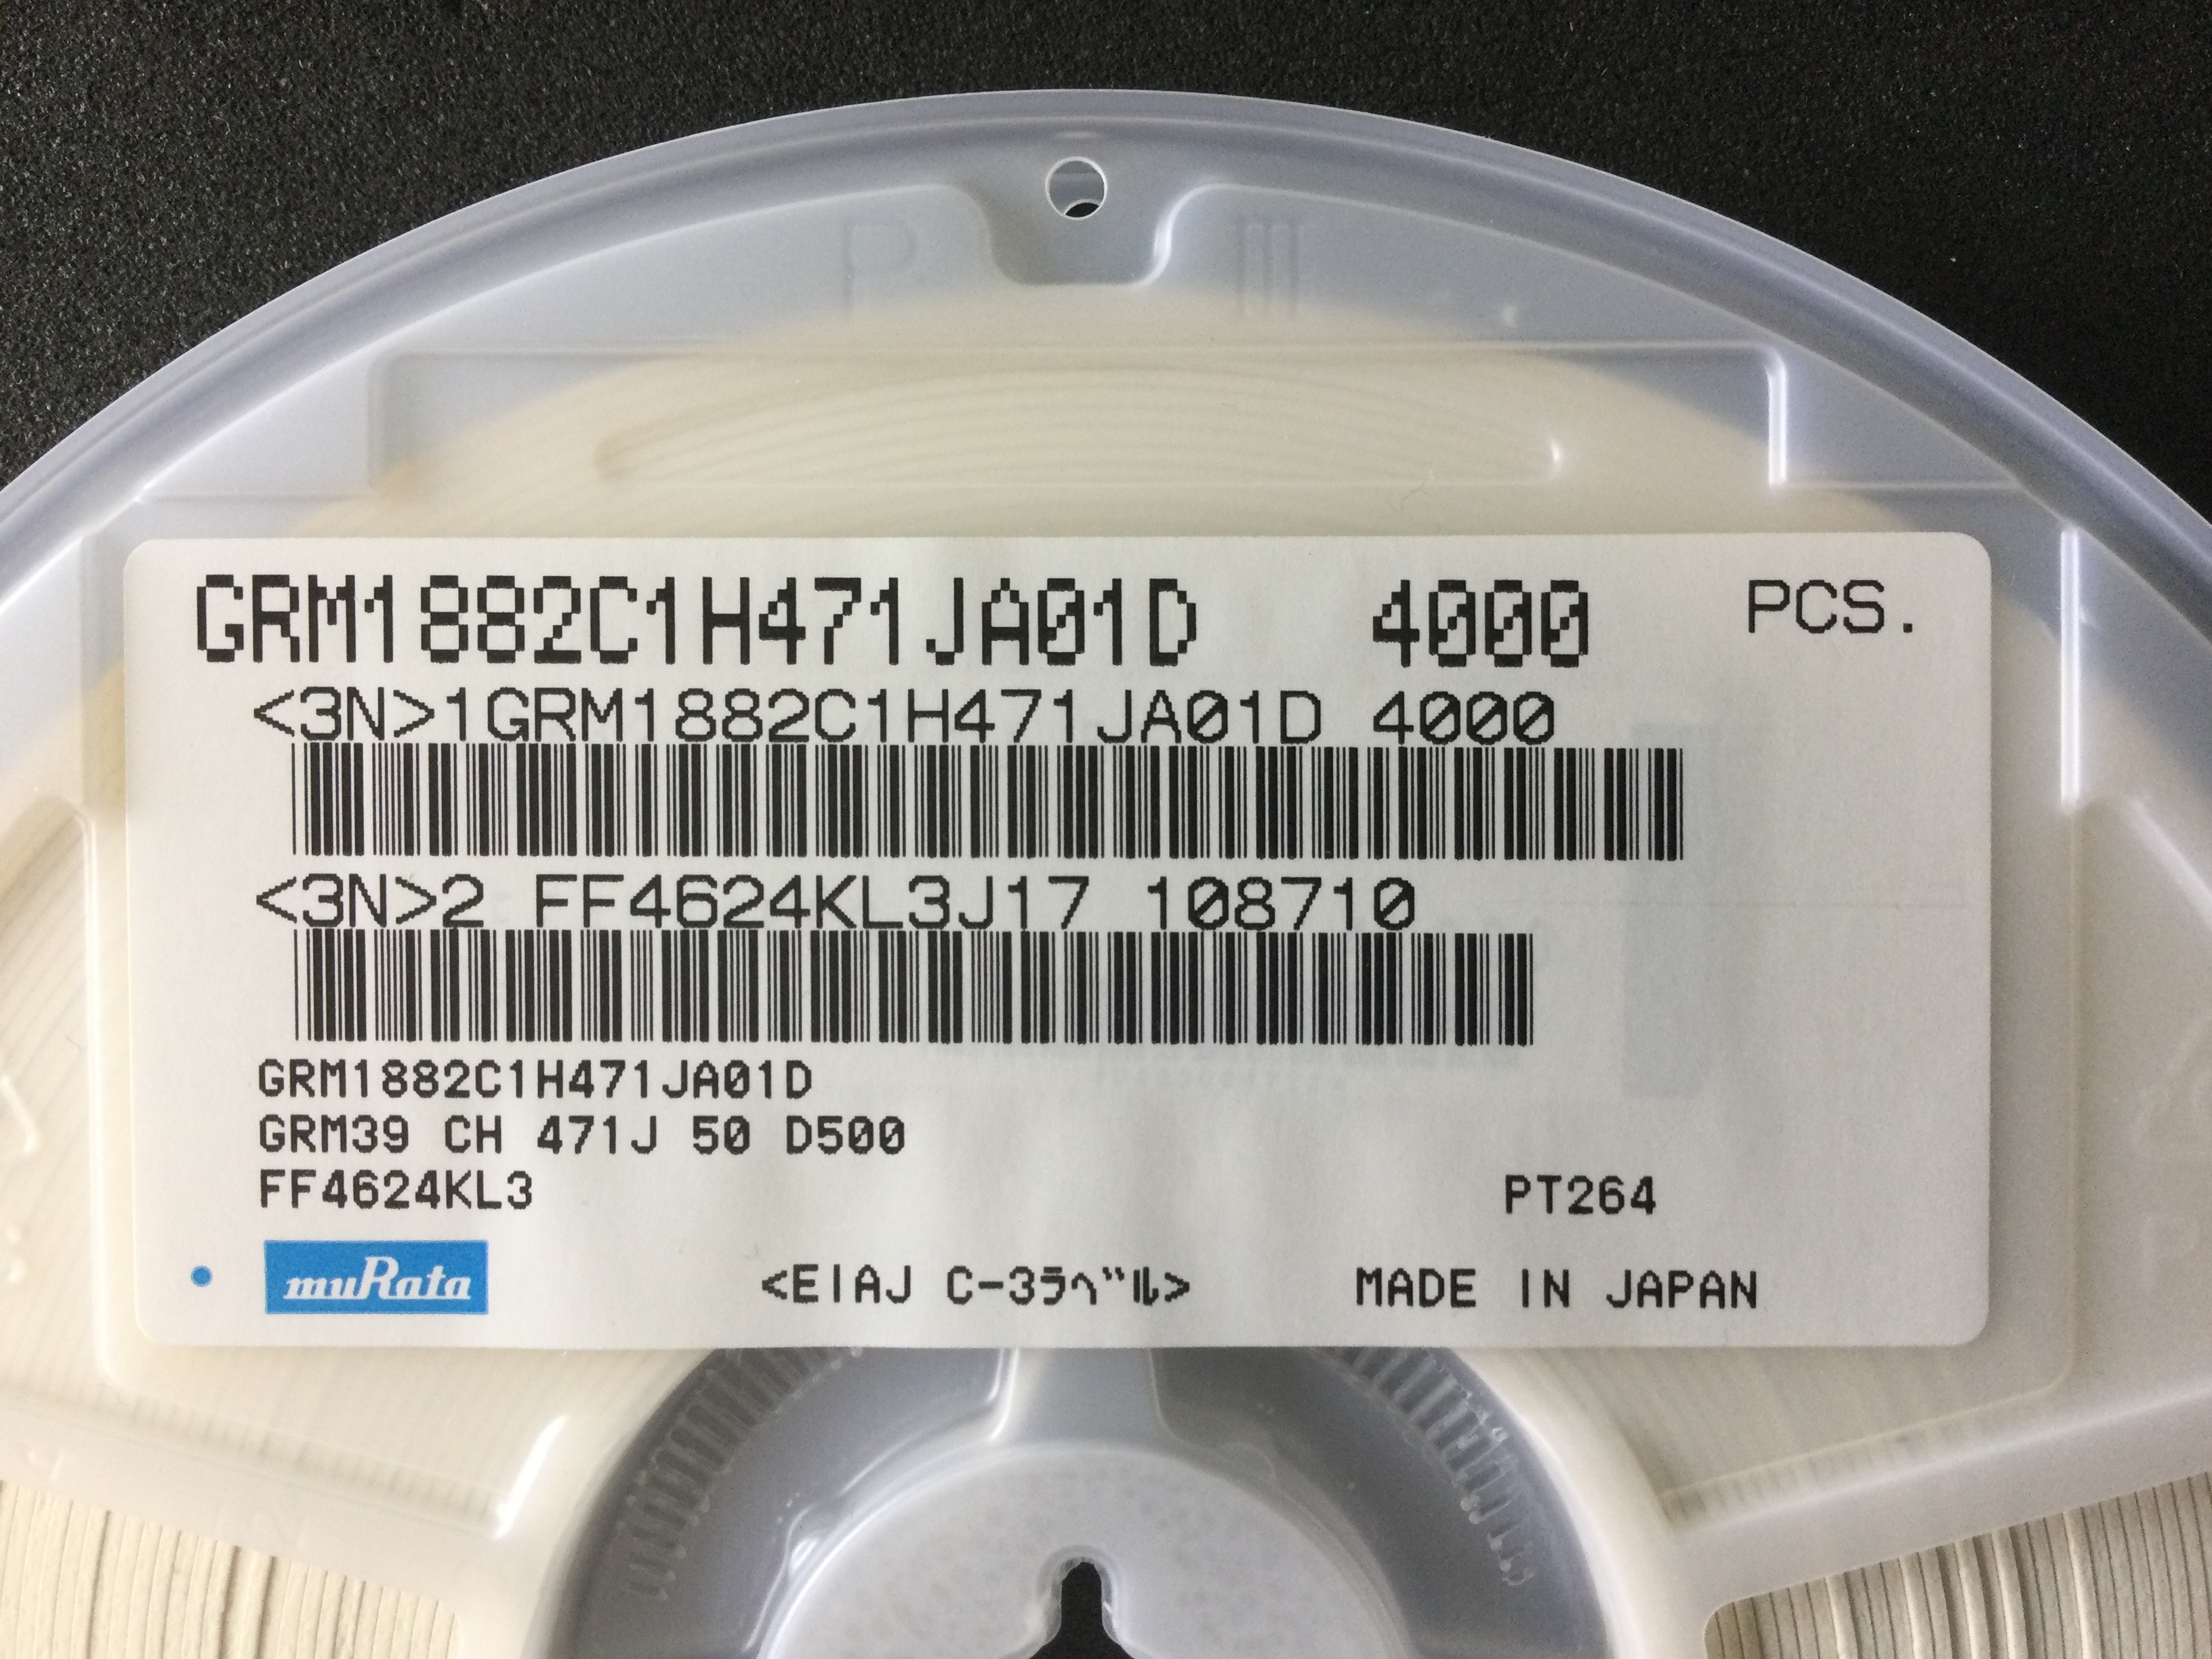 P III
GRM1882C1H471JA01D 4000 PCS.
<3N>1GRM1882C1H471JA01D 4000
<3N>2 FF4624KL3J17 108710
GRM1882C1H471JA01D
GRM39 CH 471J 50 D500
FF4624KL3 PT264
muRata <EIAJ C-3ラベル> MADE IN JAPAN